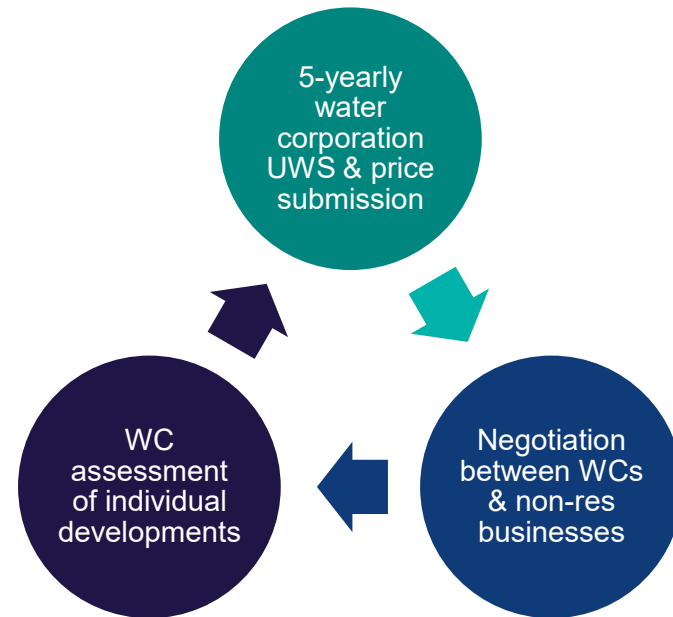 5-yearly
water
corporation
UWS & price
submission
Negotiation
between WCs
& non-res
businesses
WC
assessment
of individual
developments